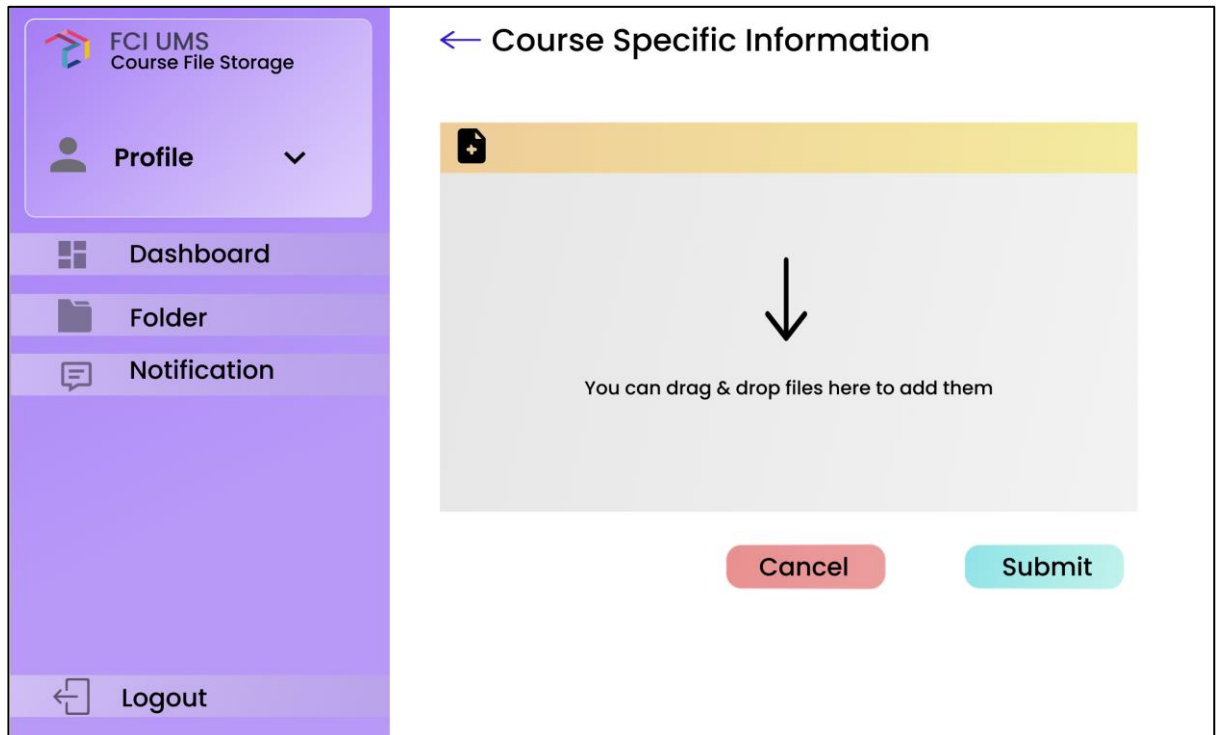 FCI UMS
Course File Storage
Profile
Dashboard
Folder
Notification
Logout
Course Specific Information
You can drag & drop files here to add them
Cancel
Submit